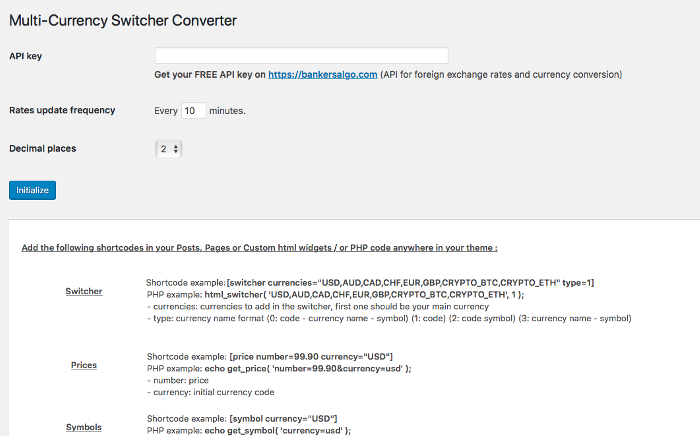 Multi-Currency Switcher Converter
API key
Get your FREE API key on https://bankersalgo.com (API for foreign exchange rates and currency conversion)
Rates update frequency Every 10 minutes.
Decimal places 2
Initialize
Add the following shortcodes in your Posts, Pages or Custom html widgets / or PHP code anywhere in your theme :
Switcher
Shortcode example:[switcher currencies="USD,AUD,CAD,CHF,EUR,GBP,CRYPTO_BTC,CRYPTO_ETH" type=1]
PHP example: html_switcher( 'USD,AUD,CAD,CHF,EUR,GBP,CRYPTO_BTC,CRYPTO_ETH', 1 );
- currencies: currencies to add in the switcher, first one should be your main currency
- type: currency name format (0: code - currency name - symbol) (1: code) (2: code symbol) (3: currency name - symbol)
Prices
Shortcode example: [price number=99.90 currency="USD"]
PHP example: echo get_price( 'number=99.90&currency=usd' );
- number: price
- currency: initial currency code
Symbols
Shortcode example: [symbol currency="USD"]
PHP example: echo get_symbol( 'currency=usd' );